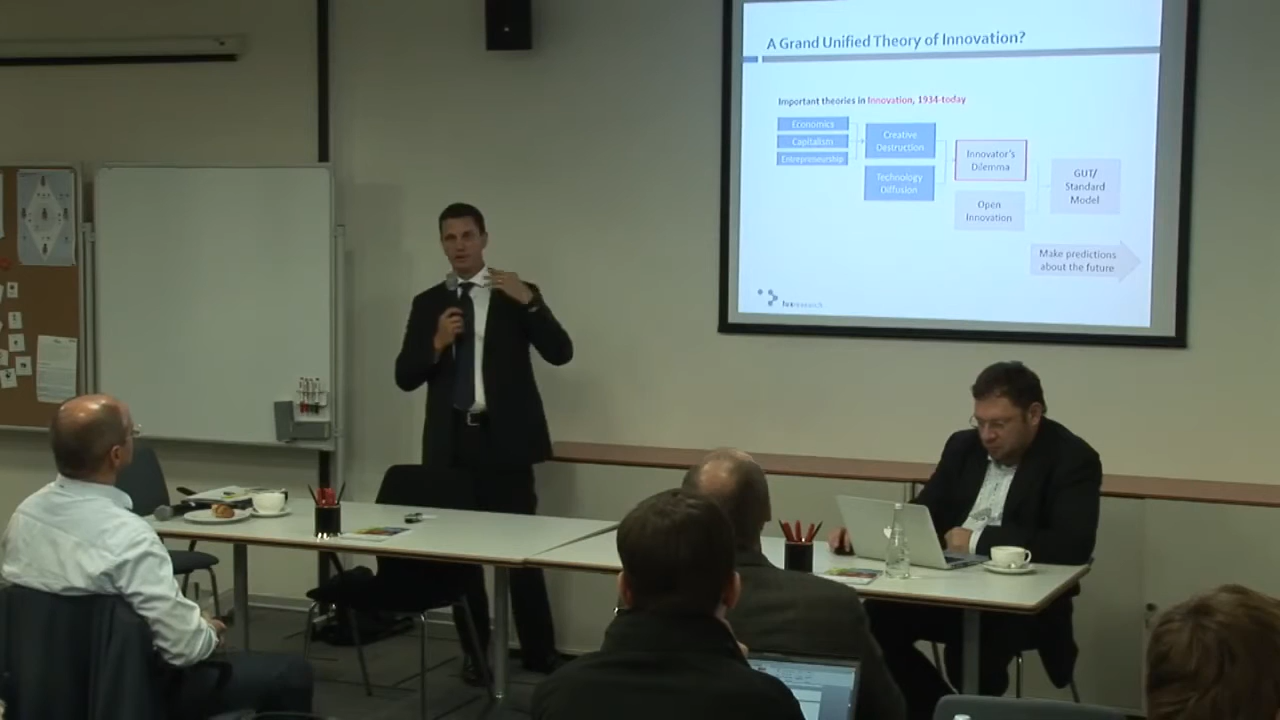 A Grand Unified Theory of Innovation?
Important theories in Innovation, 1934-today
Economics
Capitalism
Entrepreneurship
Creative
Destruction
Technology
Diffusion
Innovator's
Dilemma
Open
Innovation
GUT/
Standard
Model
Make predictions
about the future
luxresearch